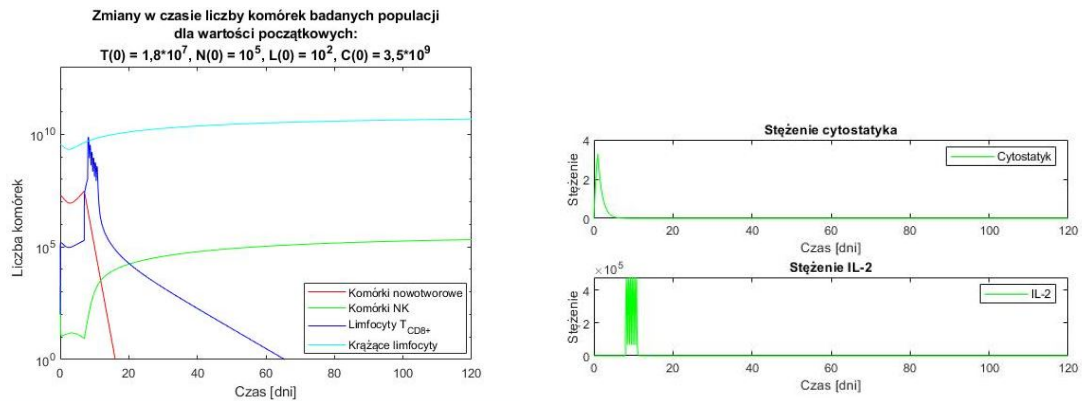 Zmiany w czasie liczby komórek badanych populacji
dla wartości początkowych:
T(0) = 1,8*10^7, N(0) = 10^5, L(0) = 10^2, C(0) = 3,5*10^9
10^10
10^5
10^0
Liczba komórek
Komórki nowotworowe
Komórki NK
Limfocyty T_CD8+
Krążące limfocyty
0 20 40 60 80 100 120
Czas [dni]
Stężenie cytostatyka
4
2
0
Stężenie
Cytostatyk
0 20 40 60 80 100 120
Czas [dni]
Stężenie IL-2
×10^5
4
2
0
Stężenie
IL-2
0 20 40 60 80 100 120
Czas [dni]